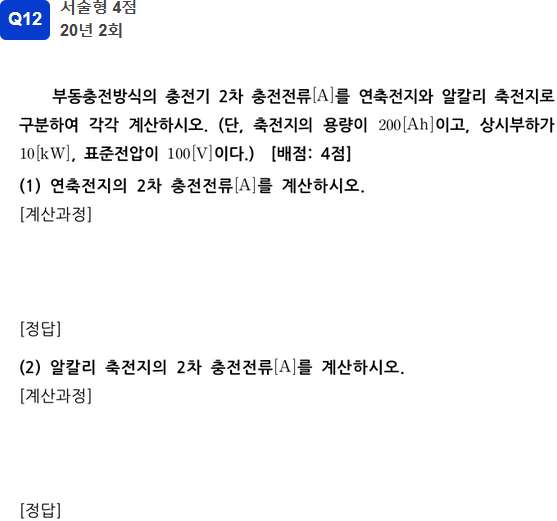 Q12
서술형 4점
20년 2회
부동충전방식의 충전기 2차 충전전류[A]를 연축전지와 알칼리 축전지로
구분하여 각각 계산하시오. (단, 축전지의 용량이 200[Ah]이고, 상시부하가
10[kW], 표준전압이 100[V]이다.) [배점: 4점]
(1) 연축전지의 2차 충전전류[A]를 계산하시오.
[계산과정]
[정답]
(2) 알칼리 축전지의 2차 충전전류[A]를 계산하시오.
[계산과정]
[정답]